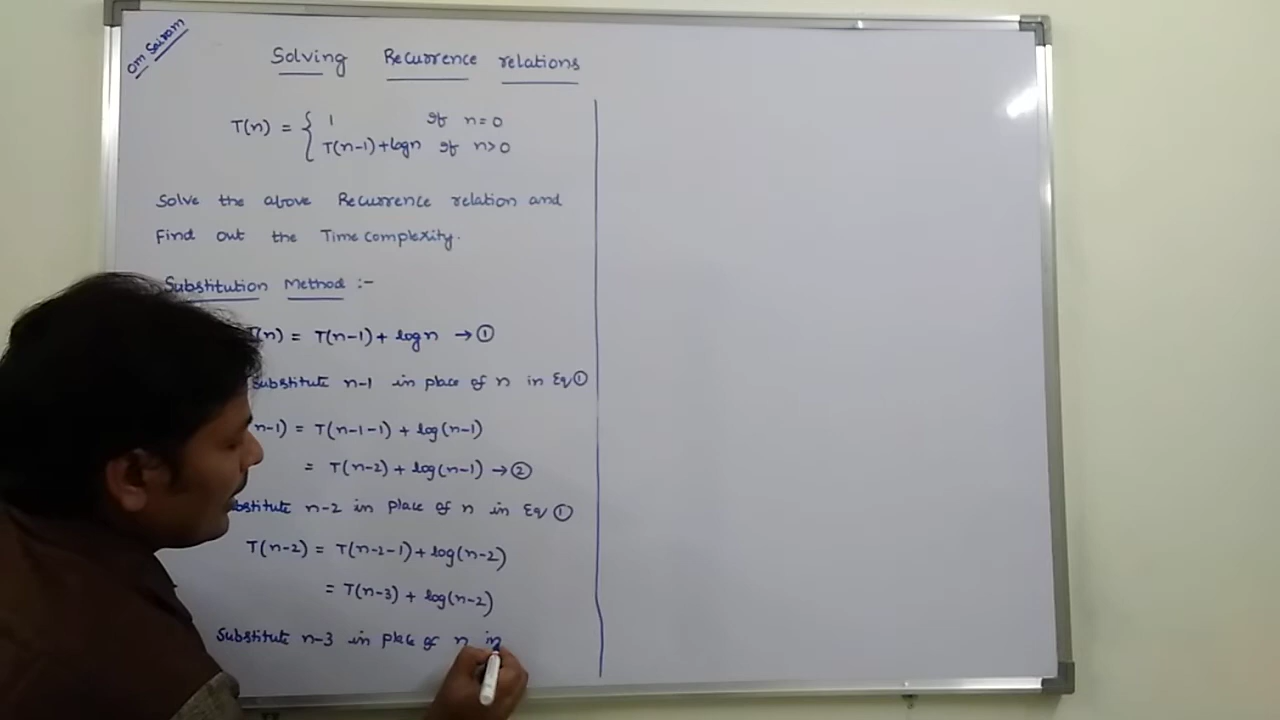 Om Sairam
Solving Recurrence relations
T(n) = { 1 if n=0
T(n-1)+logn if n>0
Solve the above Recurrence relation and
Find out the Time complexity.
Substitution Method :-
T(n) = T(n-1) + logn → ①
Substitute n-1 in place of n in Eq ①
n-1) = T(n-1-1) + log(n-1)
= T(n-2) + log(n-1) → ②
bstitute n-2 in place of n in Eq ①
T(n-2) = T(n-2-1) + log(n-2)
= T(n-3) + log(n-2)
Substitute n-3 in place of n in